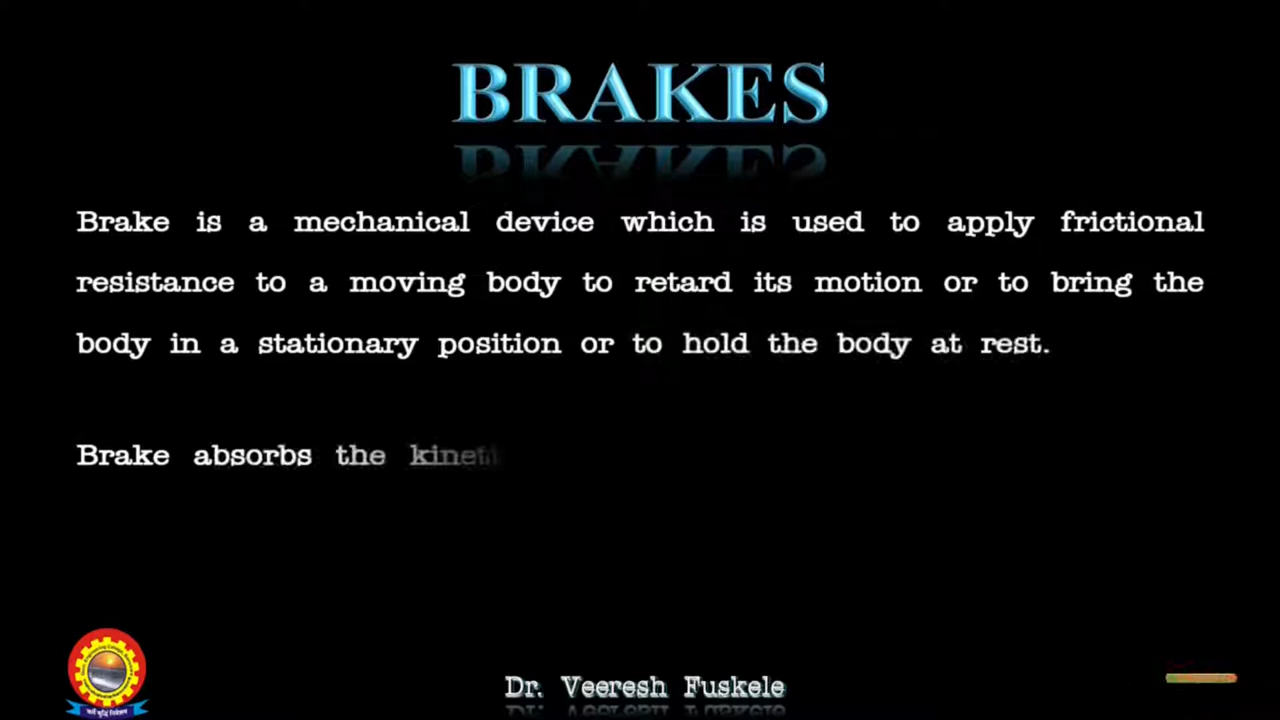 BRAKES
Brake is a mechanical device which is used to apply frictional
resistance to a moving body to retard its motion or to bring the
body in a stationary position or to hold the body at rest.
Brake absorbs the
Dr. Veeresh Fuskele